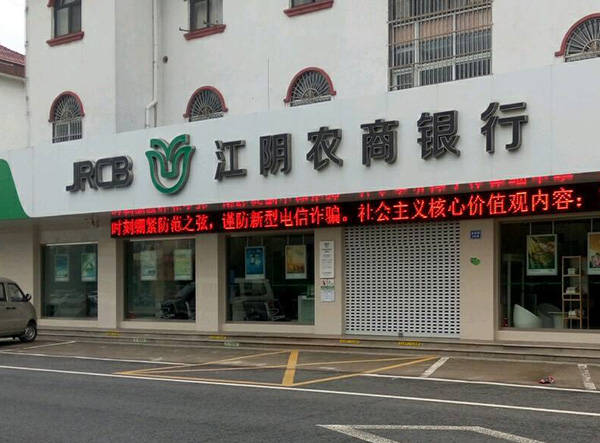 JRCB 江阴农商银行
时刻绷紧防范之弦，谨防新型电信诈骗。社会主义核心价值观内容：